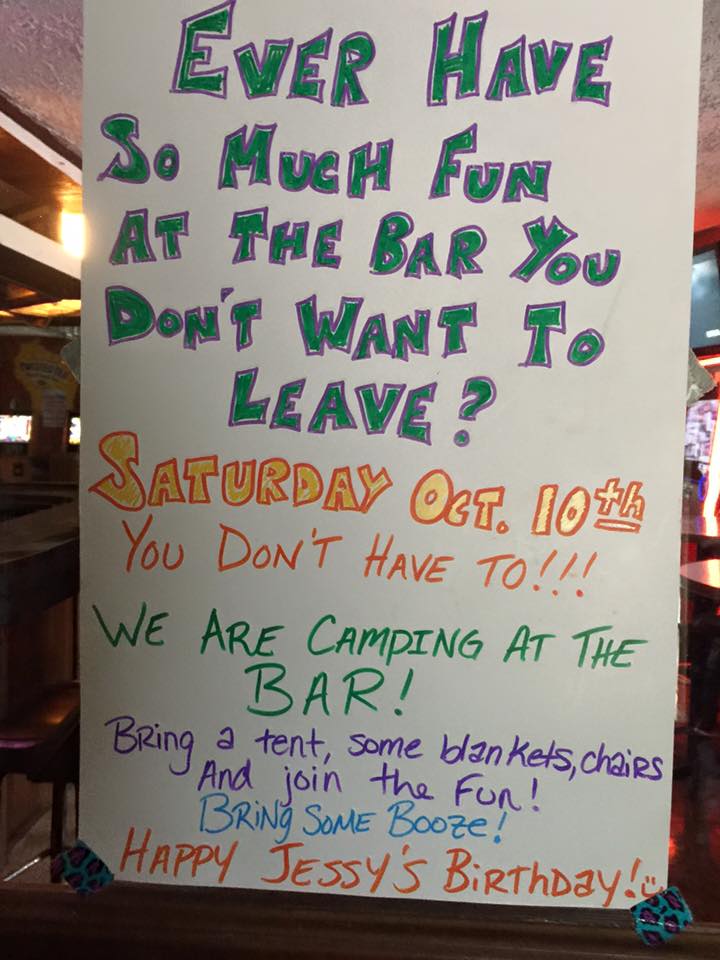 EVER HAVE
SO MUCH FUN
AT THE BAR YOU
DON'T WANT TO
LEAVE?
SATURDAY OCT. 10th
YOU DON'T HAVE TO!!!
WE ARE CAMPING AT THE
BAR!
Bring a tent, some blankets, chairs
And join the Fun!
BRING SOME BOOZE!
HAPPY JESSY'S BIRTHDAY!